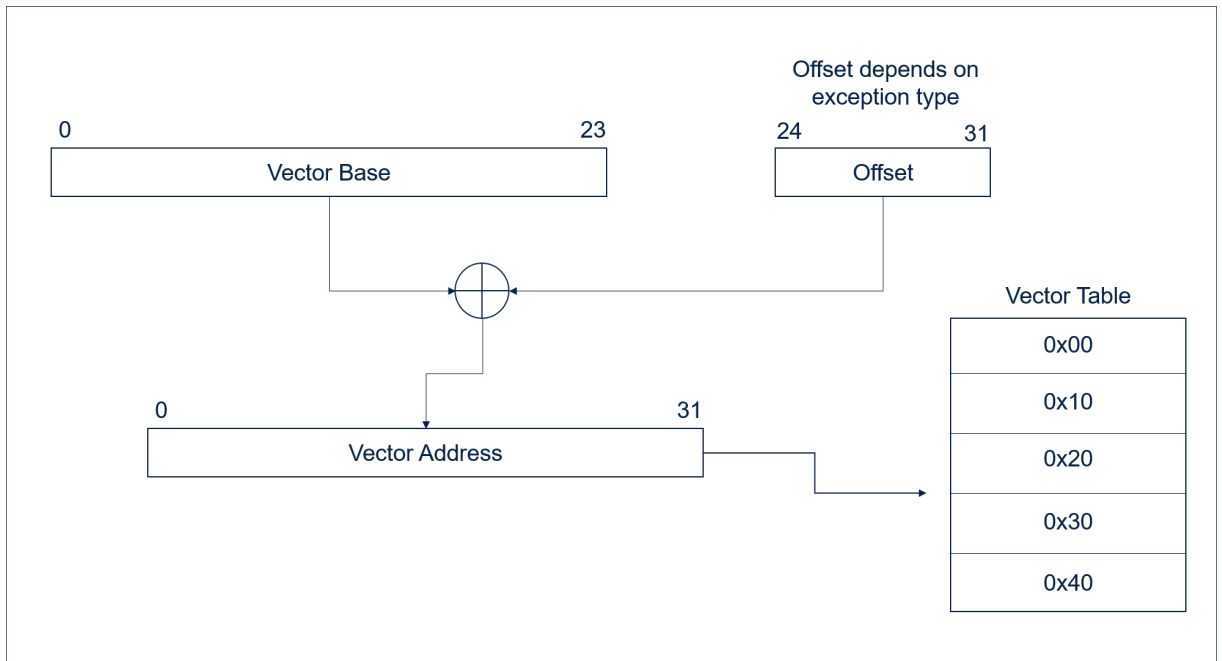 Offset depends on
exception type
0
23
24
31
Vector Base
Offset
Vector Table
0x00
0x10
0x20
0x30
0x40
0
31
Vector Address